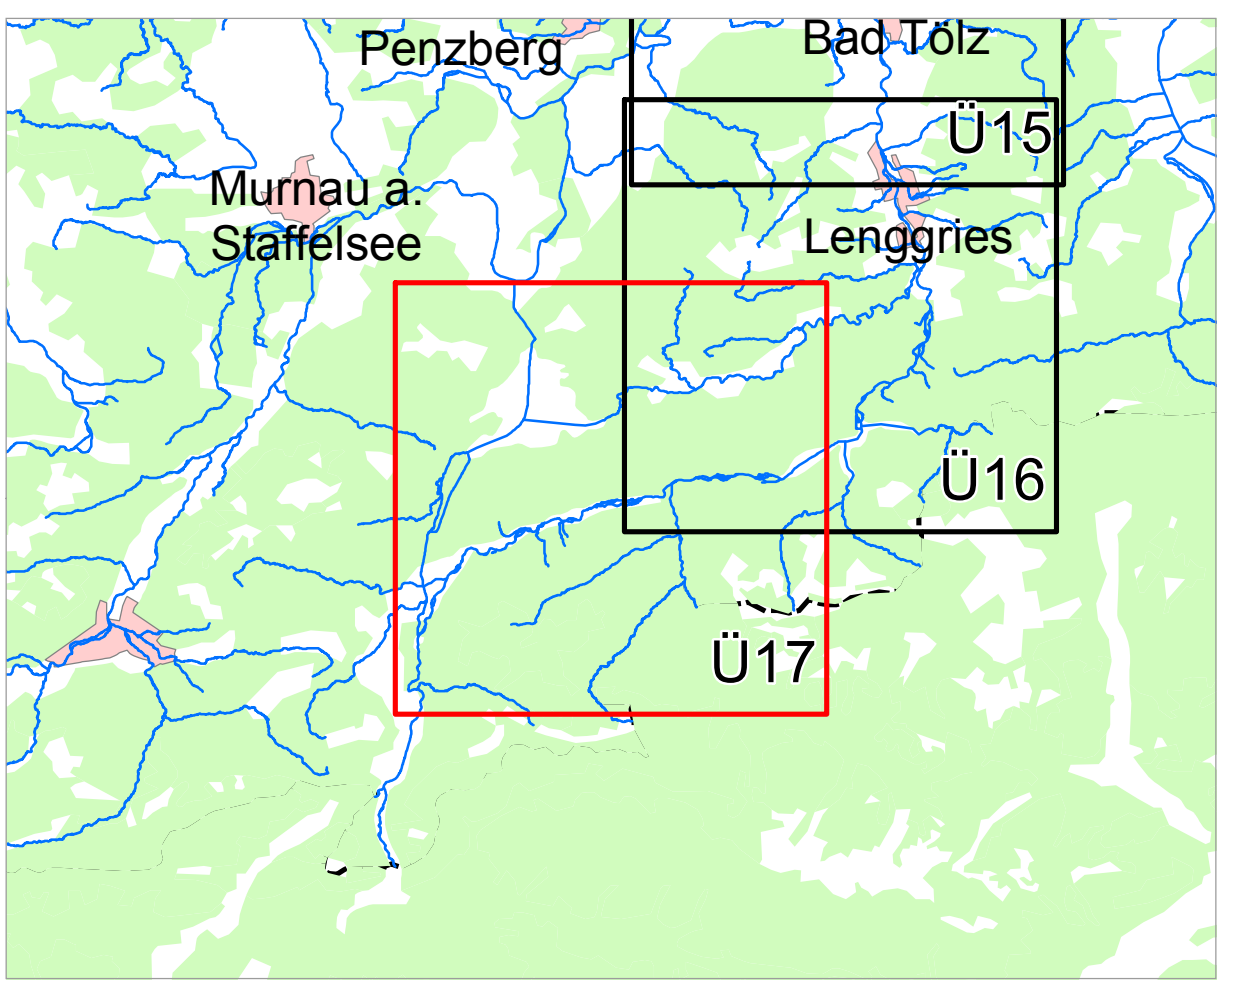 Penzberg
Bad Tölz
Ü15
Murnau a.
Staffelsee
Lenggries
Ü16
Ü17